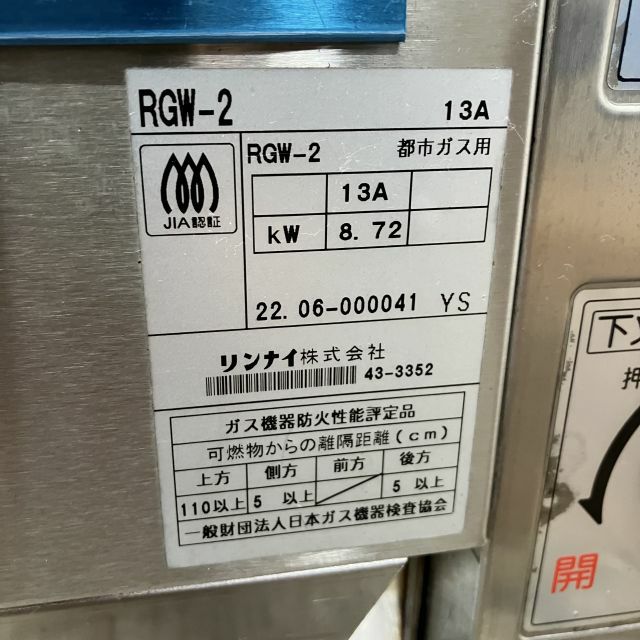 RGW-2 13A
JIA認証
RGW-2 都市ガス用
13A
kW 8.72
22.06-000041 YS
リンナイ株式会社
43-3352
ガス機器防火性能評定品
可燃物からの離隔距離(cm)
上方 側方 前方 後方
110以上 5以上 5以上
一般財団法人日本ガス機器検査協会
下
押
開